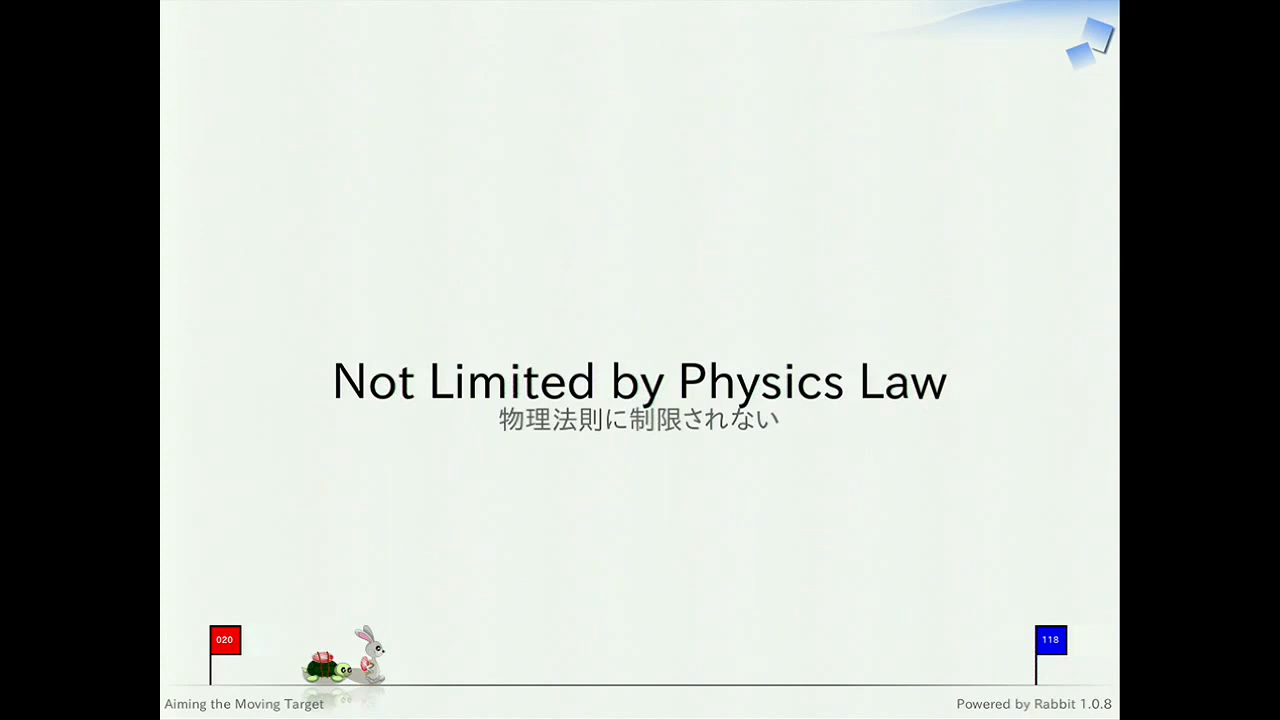 Not Limited by Physics Law
物理法則に制限されない
020
118
Aiming the Moving Target
Powered by Rabbit 1.0.8